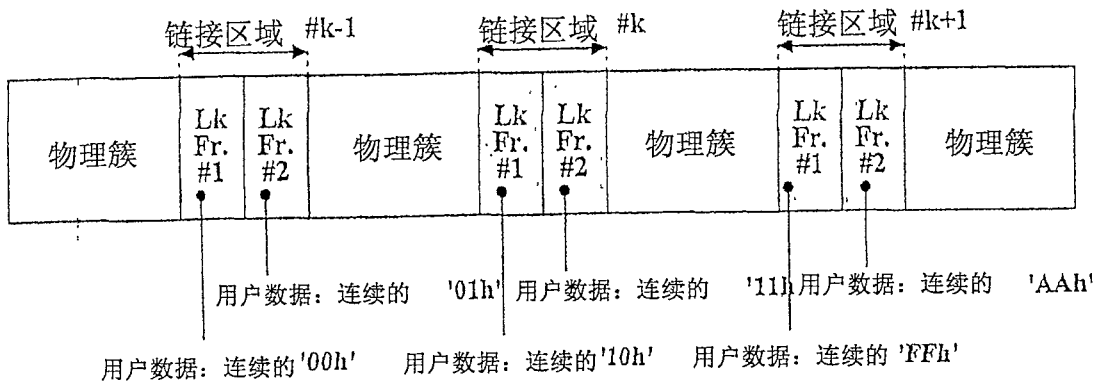 链接区域 #k-1 链接区域 #k 链接区域 #k+1
物理簇 Lk Fr. #1 Lk Fr. #2 物理簇 Lk Fr. #1 Lk Fr. #2 物理簇 Lk Fr. #1 Lk Fr. #2 物理簇
用户数据：连续的 '01h' 用户数据：连续的 '11h 用户数据：连续的 'AAh'
用户数据：连续的'00h' 用户数据：连续的'10h' 用户数据：连续的 'FFh'